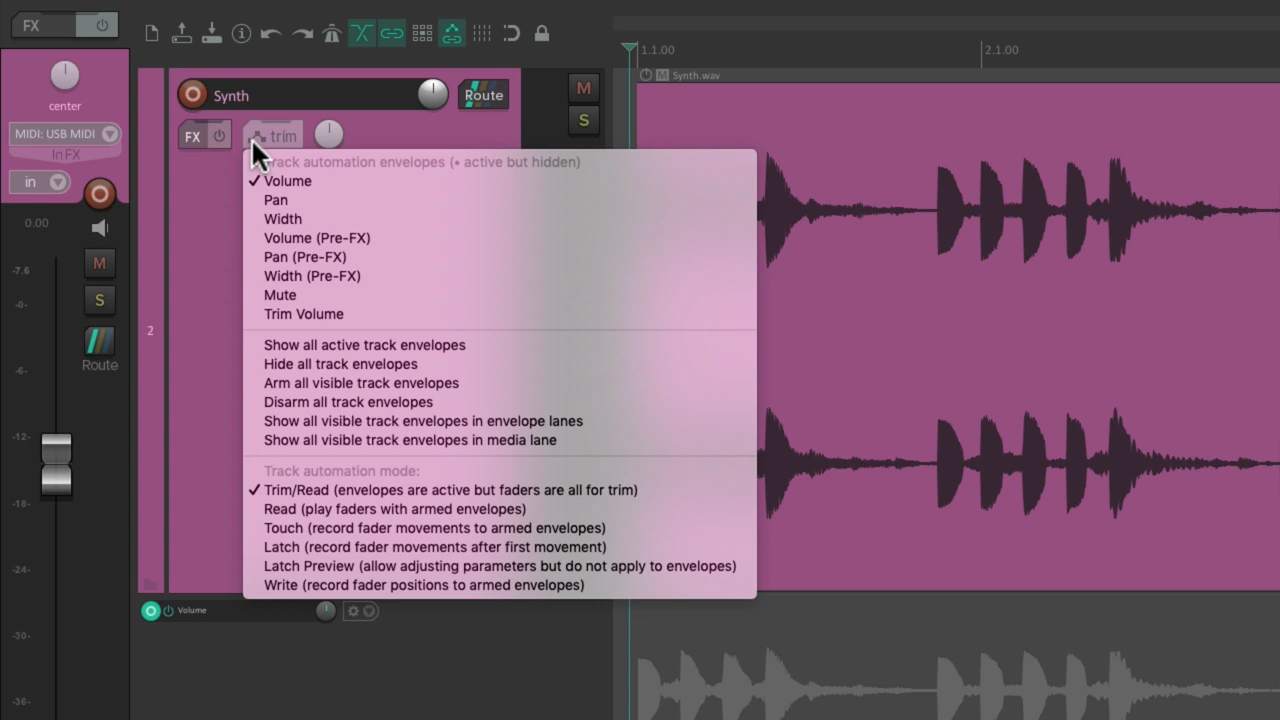 FX
center
MIDI: USB MIDI
In FX
in
0.00
-7.6
-0-
-6-
-12-
-18-
-24-
-30-
-36-
M
S
Route
2
Synth
Route
M
S
FX
trim
Track automation envelopes (• active but hidden)
✓ Volume
Pan
Width
Volume (Pre-FX)
Pan (Pre-FX)
Width (Pre-FX)
Mute
Trim Volume
Show all active track envelopes
Hide all track envelopes
Arm all visible track envelopes
Disarm all track envelopes
Show all visible track envelopes in envelope lanes
Show all visible track envelopes in media lane
Track automation mode:
✓ Trim/Read (envelopes are active but faders are all for trim)
Read (play faders with armed envelopes)
Touch (record fader movements to armed envelopes)
Latch (record fader movements after first movement)
Latch Preview (allow adjusting parameters but do not apply to envelopes)
Write (record fader positions to armed envelopes)
Volume
1.1.00
2.1.00
M Synth.wav